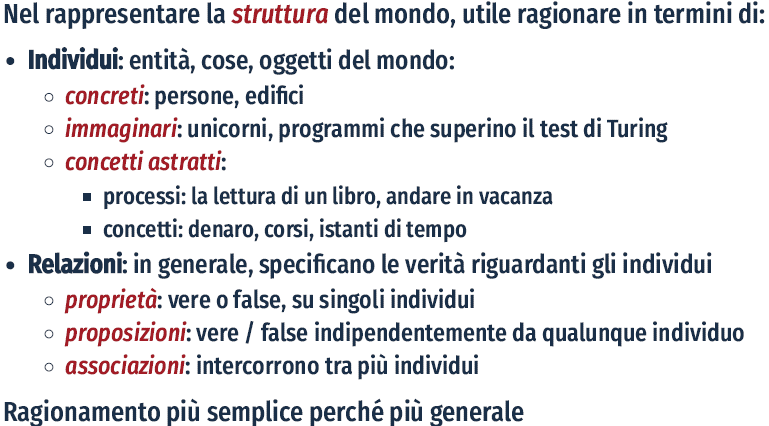 Nel rappresentare la struttura del mondo, utile ragionare in termini di:
• Individui: entità, cose, oggetti del mondo:
○ concreti: persone, edifici
○ immaginari: unicorni, programmi che superino il test di Turing
○ concetti astratti:
▪ processi: la lettura di un libro, andare in vacanza
▪ concetti: denaro, corsi, istanti di tempo
• Relazioni: in generale, specificano le verità riguardanti gli individui
○ proprietà: vere o false, su singoli individui
○ proposizioni: vere / false indipendentemente da qualunque individuo
○ associazioni: intercorrono tra più individui
Ragionamento più semplice perché più generale